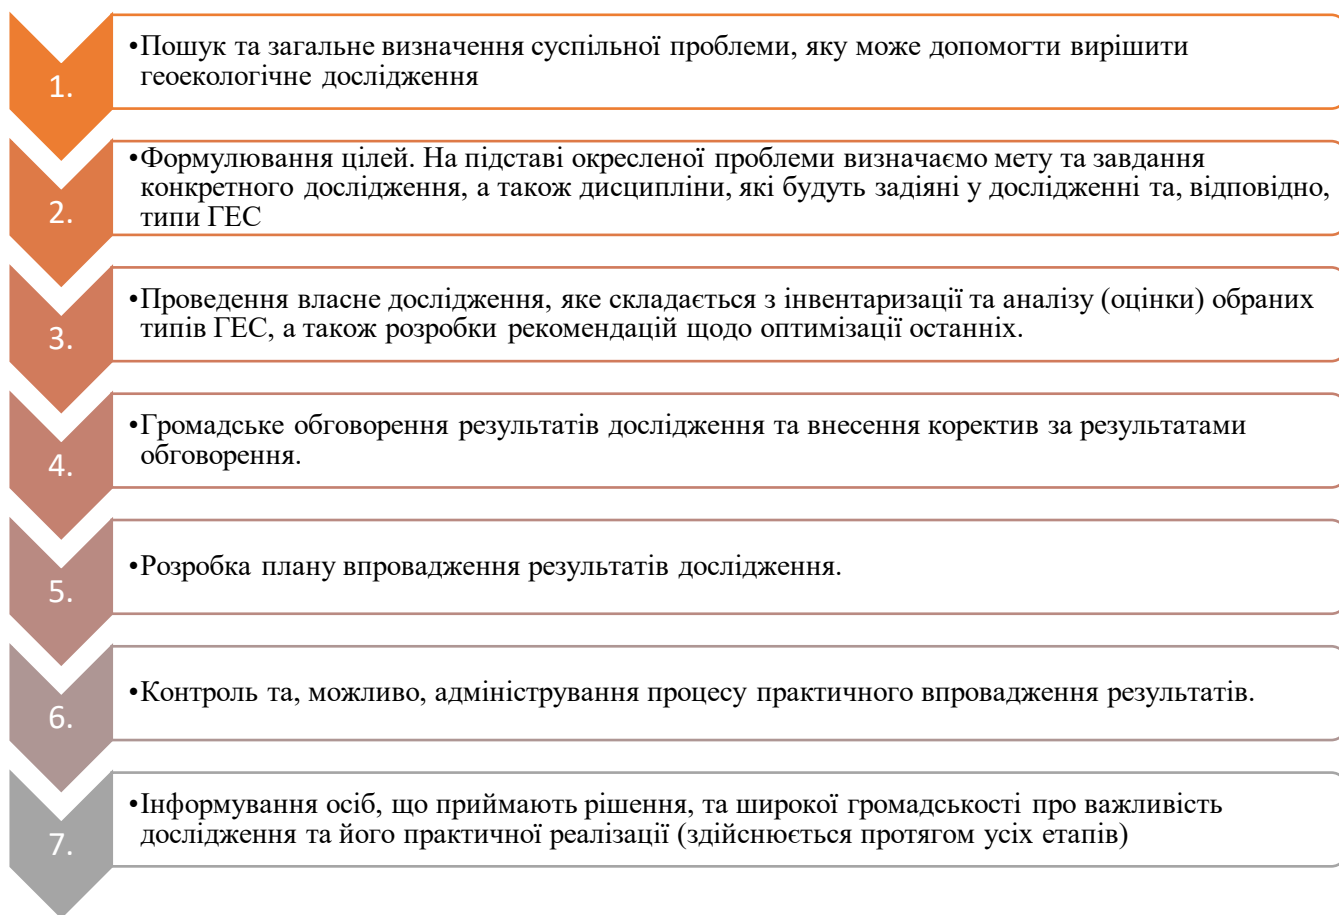 1.
•Пошук та загальне визначення суспільної проблеми, яку може допомогти вирішити
геоекологічне дослідження
2.
•Формулювання цілей. На підставі окресленої проблеми визначаємо мету та завдання
конкретного дослідження, а також дисципліни, які будуть задіяні у дослідженні та, відповідно,
типи ГЕС
3.
•Проведення власне дослідження, яке складається з інвентаризації та аналізу (оцінки) обраних
типів ГЕС, а також розробки рекомендацій щодо оптимізації останніх.
4.
•Громадське обговорення результатів дослідження та внесення коректив за результатами
обговорення.
5.
•Розробка плану впровадження результатів дослідження.
6.
•Контроль та, можливо, адміністрування процесу практичного впровадження результатів.
7.
•Інформування осіб, що приймають рішення, та широкої громадськості про важливість
дослідження та його практичної реалізації (здійснюється протягом усіх етапів)